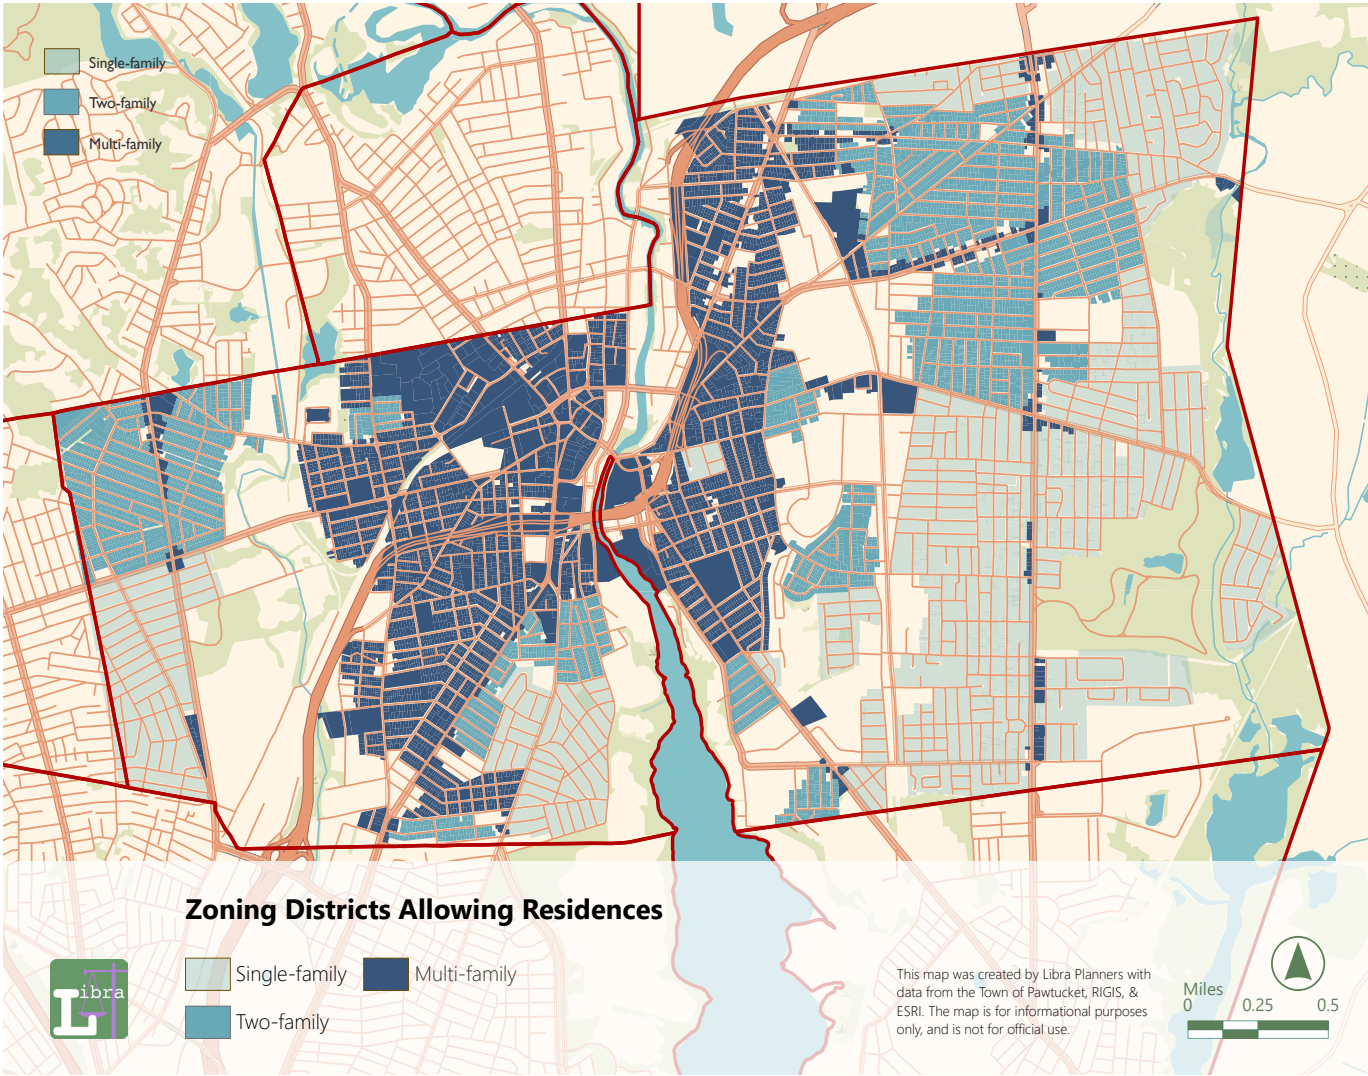 Single-family
Two-family
Multi-family
Zoning Districts Allowing Residences
Single-family
Multi-family
Two-family
Libra
This map was created by Libra Planners with
data from the Town of Pawtucket, RIGIS, &
ESRI. The map is for informational purposes
only, and is not for official use.
Miles
0 0.25 0.5